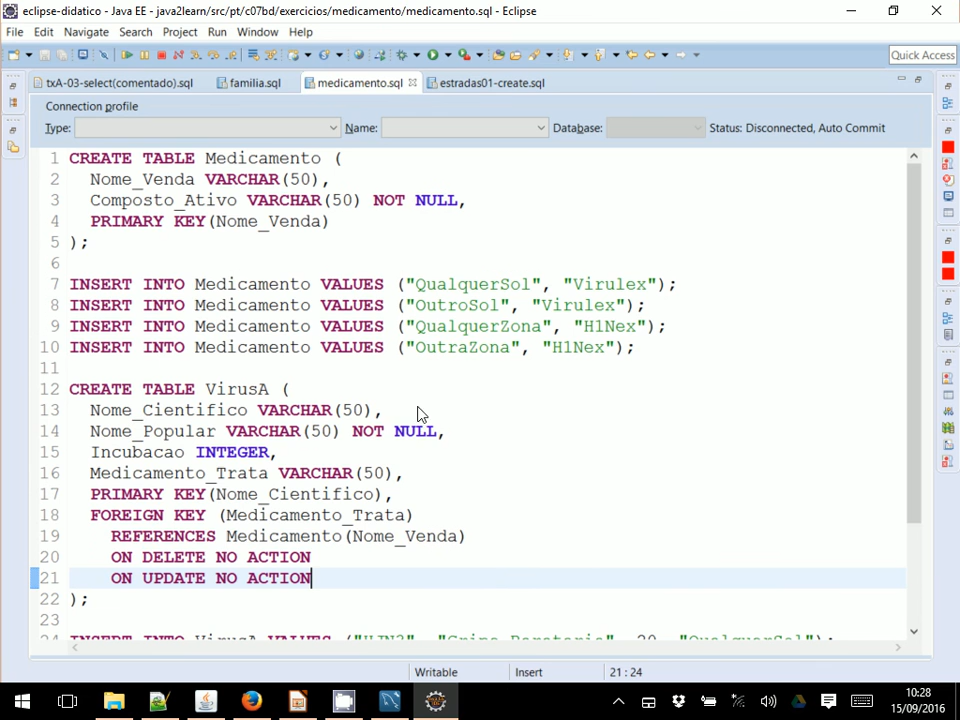 eclipse-didatico - Java EE - java2learn/src/pt/c07bd/exercicios/medicamento/medicamento.sql - Eclipse
File Edit Navigate Search Project Run Window Help
Quick Access
txA-03-select(comentado).sql familia.sql medicamento.sql estradas01-create.sql
Connection profile
Type: Name: Database: Status: Disconnected, Auto Commit
1 CREATE TABLE Medicamento (
2 Nome_Venda VARCHAR(50),
3 Composto_Ativo VARCHAR(50) NOT NULL,
4 PRIMARY KEY(Nome_Venda)
5 );
6
7 INSERT INTO Medicamento VALUES ("QualquerSol", "Virulex");
8 INSERT INTO Medicamento VALUES ("OutroSol", "Virulex");
9 INSERT INTO Medicamento VALUES ("QualquerZona", "H1Nex");
10 INSERT INTO Medicamento VALUES ("OutraZona", "H1Nex");
11
12 CREATE TABLE VirusA (
13 Nome_Cientifico VARCHAR(50),
14 Nome_Popular VARCHAR(50) NOT NULL,
15 Incubacao INTEGER,
16 Medicamento_Trata VARCHAR(50),
17 PRIMARY KEY(Nome_Cientifico),
18 FOREIGN KEY (Medicamento_Trata)
19 REFERENCES Medicamento(Nome_Venda)
20 ON DELETE NO ACTION
21 ON UPDATE NO ACTION
22 );
23
24 INSERT INTO VirusA VALUES 20, "QualquerSol");
Writable Insert 21 : 24
10:28
15/09/2016